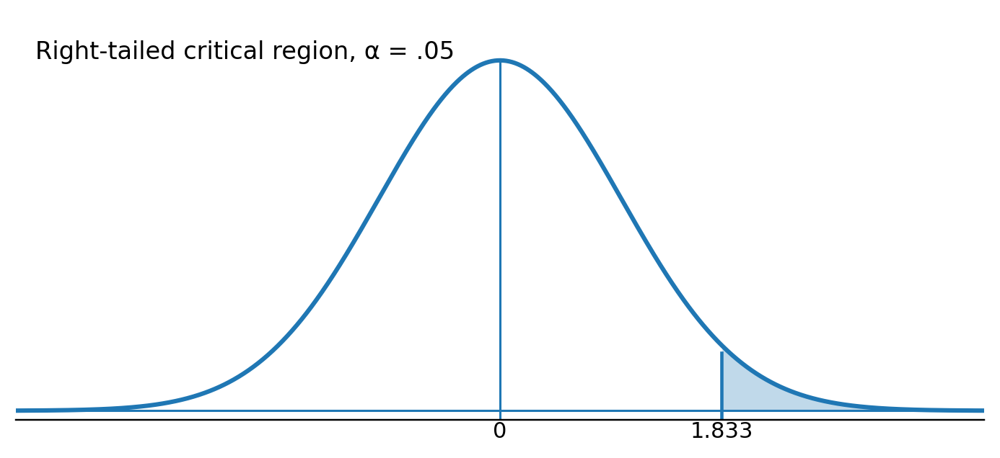 Right-tailed critical region, α = .05
0
1.833